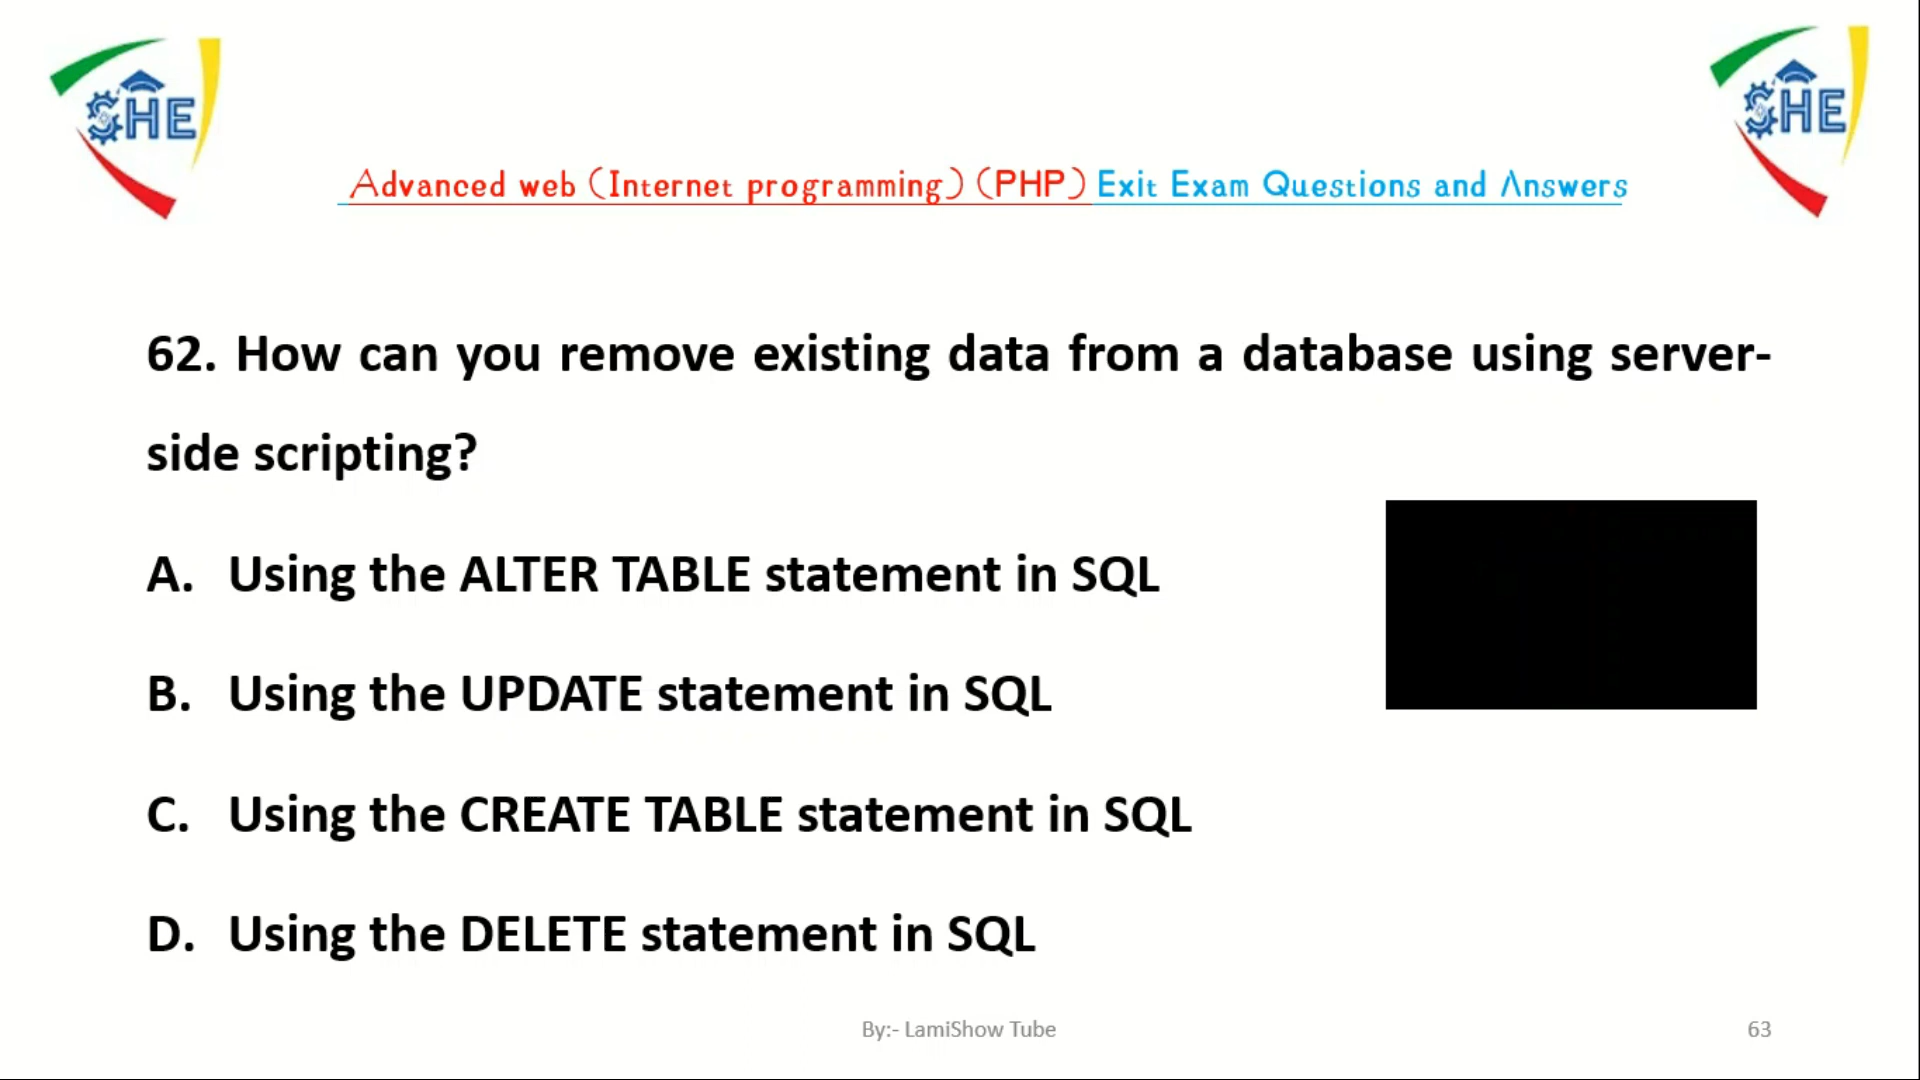 SHE
SHE
Advanced web (Internet programming) (PHP) Exit Exam Questions and Answers
62. How can you remove existing data from a database using server-
side scripting?
A. Using the ALTER TABLE statement in SQL
B. Using the UPDATE statement in SQL
C. Using the CREATE TABLE statement in SQL
D. Using the DELETE statement in SQL
By:- LamiShow Tube
63